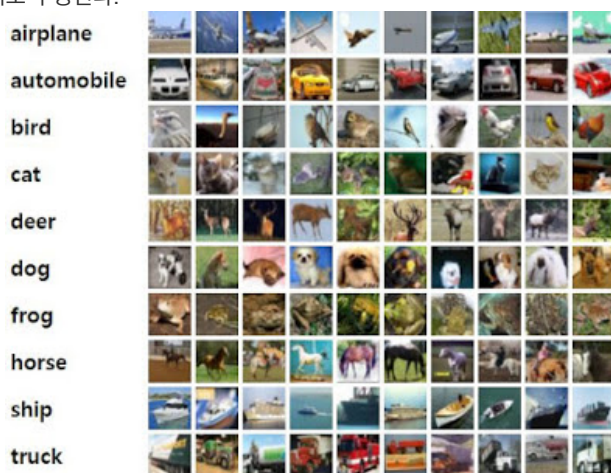 airplane
automobile
bird
cat
deer
dog
frog
horse
ship
truck